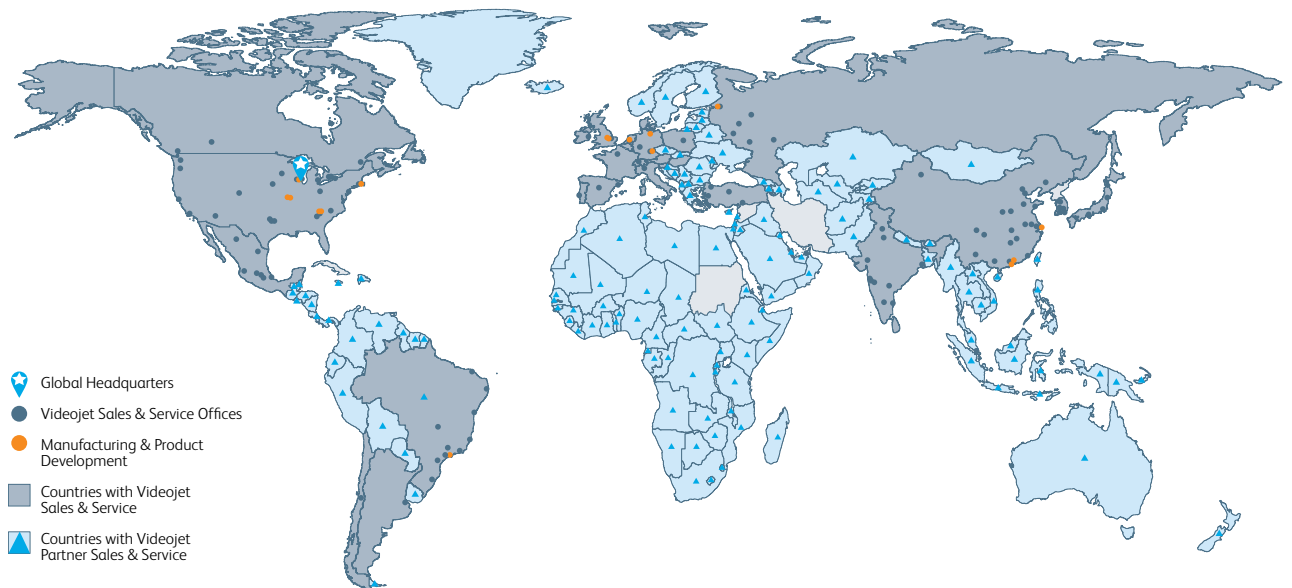 Global Headquarters
Videojet Sales & Service Offices
Manufacturing & Product
Development
Countries with Videojet
Sales & Service
Countries with Videojet
Partner Sales & Service